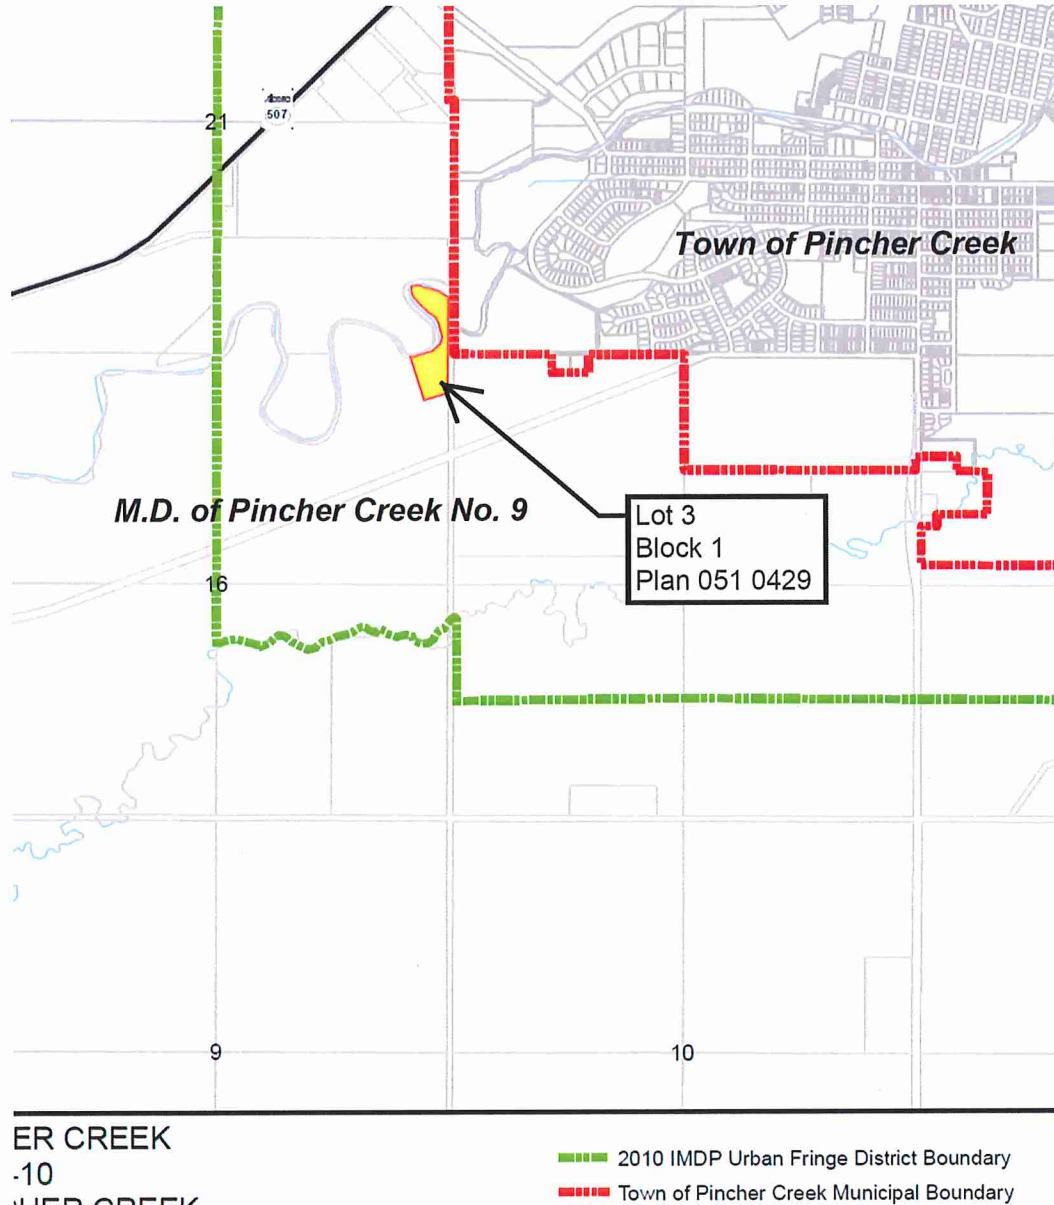 507
21
Town of Pincher Creek
M.D. of Pincher Creek No. 9
Lot 3
Block 1
Plan 051 0429
16
9
10
ER CREEK
-10
2010 IMDP Urban Fringe District Boundary
Town of Pincher Creek Municipal Boundary